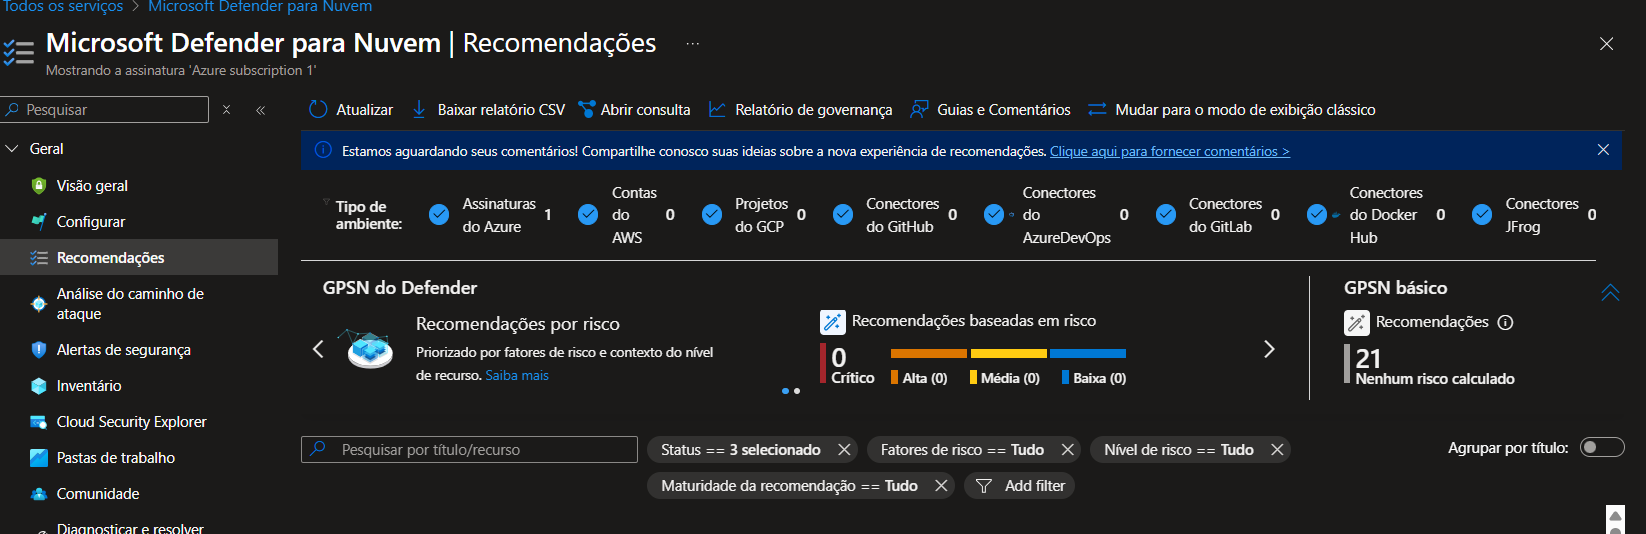 Todos os serviços > Microsoft Defender para Nuvem
Microsoft Defender para Nuvem | Recomendações ...
Mostrando a assinatura 'Azure subscription 1'
Pesquisar
Geral
Visão geral
Configurar
Recomendações
Análise do caminho de
ataque
Alertas de segurança
Inventário
Cloud Security Explorer
Pastas de trabalho
Comunidade
Diagnosticar e resolver
Atualizar Baixar relatório CSV Abrir consulta Relatório de governança Guias e Comentários Mudar para o modo de exibição clássico
Estamos aguardando seus comentários! Compartilhe conosco suas ideias sobre a nova experiência de recomendações. Clique aqui para fornecer comentários >
Tipo de
ambiente:
Assinaturas
do Azure
1
Contas
do
AWS
0
Projetos
do GCP
0
Conectores
do GitHub
0
Conectores
do
AzureDevOps
0
Conectores
do GitLab
0
Conectores
do Docker
Hub
0
Conectores
JFrog
0
GPSN do Defender
Recomendações por risco
Priorizado por fatores de risco e contexto do nível
de recurso. Saiba mais
Recomendações baseadas em risco
0
Crítico
Alta (0) Média (0) Baixa (0)
GPSN básico
Recomendações
21
Nenhum risco calculado
Pesquisar por título/recurso
Status == 3 selecionado
Fatores de risco == Tudo
Nível de risco == Tudo
Agrupar por título:
Maturidade da recomendação == Tudo
Add filter